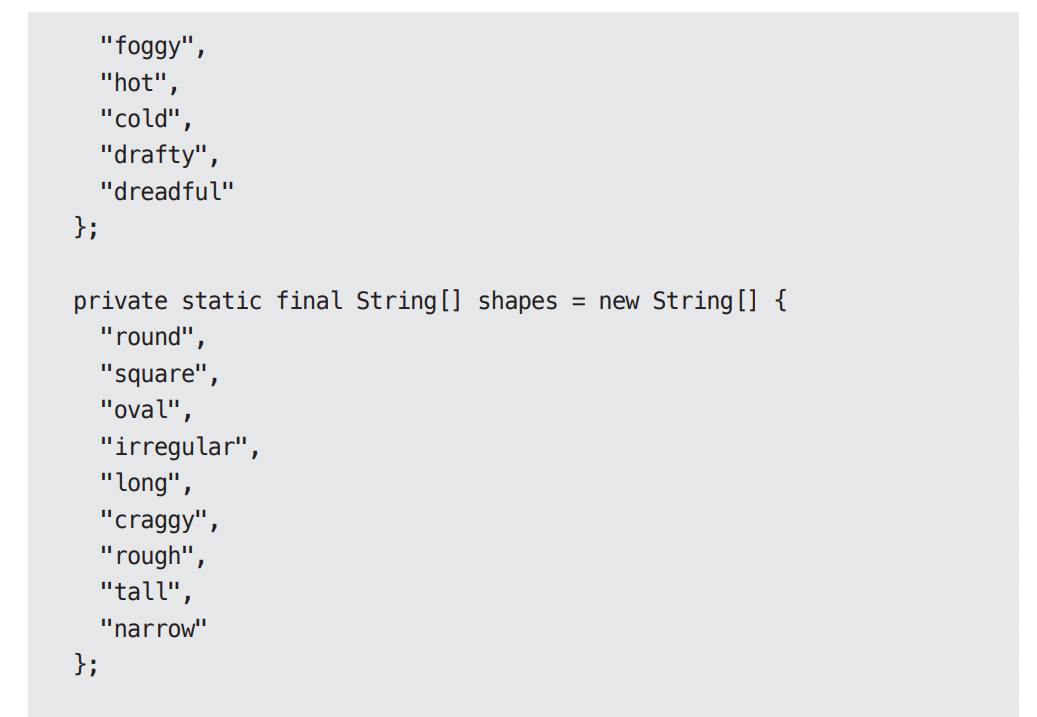 "foggy",
"hot",
"cold",
"drafty",
"dreadful"
};
private static final String[] shapes = new String[] {
"round",
"square",
"oval",
"irregular",
"long",
"craggy",
"rough",
"tall",
"narrow"
};